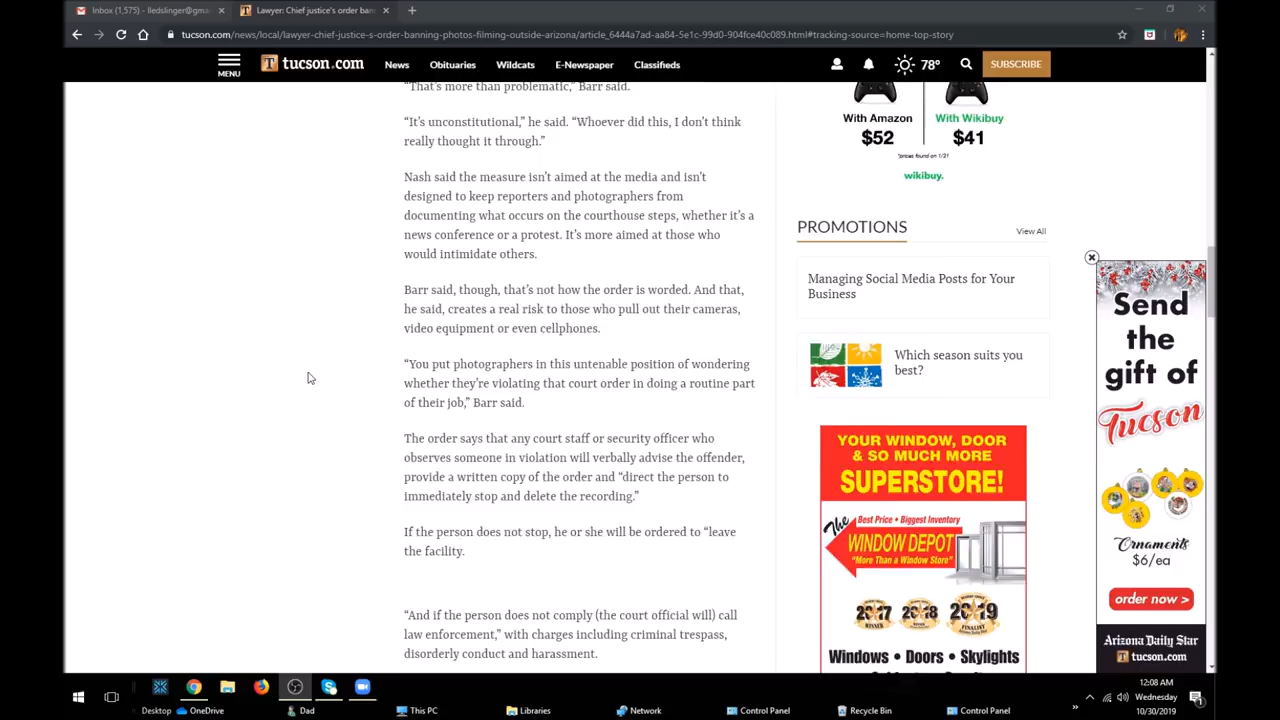 Inbox (1,575) - lledslinger@gma
Lawyer: Chief justice's order ban
tucson.com/news/local/lawyer-chief-justice-s-order-banning-photos-filming-outside-arizona/article_6444a7ad-aa84-5e1c-99d0-904fce40c089.html#tracking-source=home-top-story
MENU
T tucson.com
News
Obituaries
Wildcats
E-Newspaper
Classifieds
78°
SUBSCRIBE
“That’s more than problematic,” Barr said.
“It’s unconstitutional,” he said. “Whoever did this, I don’t think
really thought it through.”
Nash said the measure isn’t aimed at the media and isn’t
designed to keep reporters and photographers from
documenting what occurs on the courthouse steps, whether it’s a
news conference or a protest. It’s more aimed at those who
would intimidate others.
Barr said, though, that’s not how the order is worded. And that,
he said, creates a real risk to those who pull out their cameras,
video equipment or even cellphones.
“You put photographers in this untenable position of wondering
whether they’re violating that court order in doing a routine part
of their job,” Barr said.
The order says that any court staff or security officer who
observes someone in violation will verbally advise the offender,
provide a written copy of the order and “direct the person to
immediately stop and delete the recording.”
If the person does not stop, he or she will be ordered to “leave
the facility.
“And if the person does not comply (the court official will) call
law enforcement,” with charges including criminal trespass,
disorderly conduct and harassment.
With Amazon
With Wikibuy
$52
$41
*prices found on 1/31
wikibuy.
PROMOTIONS
View All
Managing Social Media Posts for Your
Business
Which season suits you
best?
YOUR WINDOW, DOOR
& SO MUCH MORE
SUPERSTORE!
The
Best Price • Biggest Inventory
WINDOW DEPOT
"More Than a Window Store"
2017
WINNER
2018
WINNER
2019
FINALIST
Windows • Doors • Skylights
Send
the
gift of
Tucson
Ornaments
$6/ea
order now >
Arizona Daily Star
T tucson.com
12:08 AM
Wednesday
10/30/2019
Desktop
OneDrive
Dad
This PC
Libraries
Network
Control Panel
Recycle Bin
Control Panel